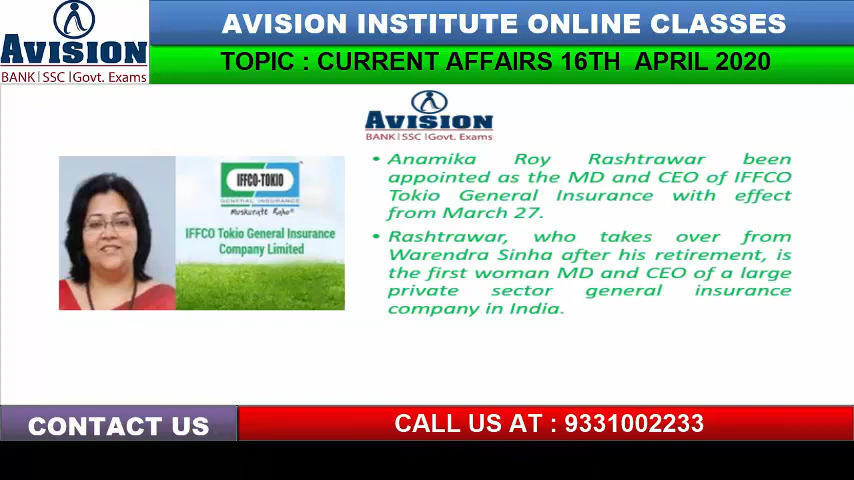 AVISION
BANK|SSC|Govt. Exams
AVISION INSTITUTE ONLINE CLASSES
TOPIC : CURRENT AFFAIRS 16TH APRIL 2020
AVISION
BANK|SSC|Govt. Exams
IFFCO-TOKIO
GENERAL INSURANCE
Muskurate Raho
IFFCO Tokio General Insurance
Company Limited
• Anamika Roy Rashtrawar been
appointed as the MD and CEO of IFFCO
Tokio General Insurance with effect
from March 27.
• Rashtrawar, who takes over from
Warendra Sinha after his retirement, is
the first woman MD and CEO of a large
private sector general insurance
company in India.
CONTACT US
CALL US AT : 9331002233